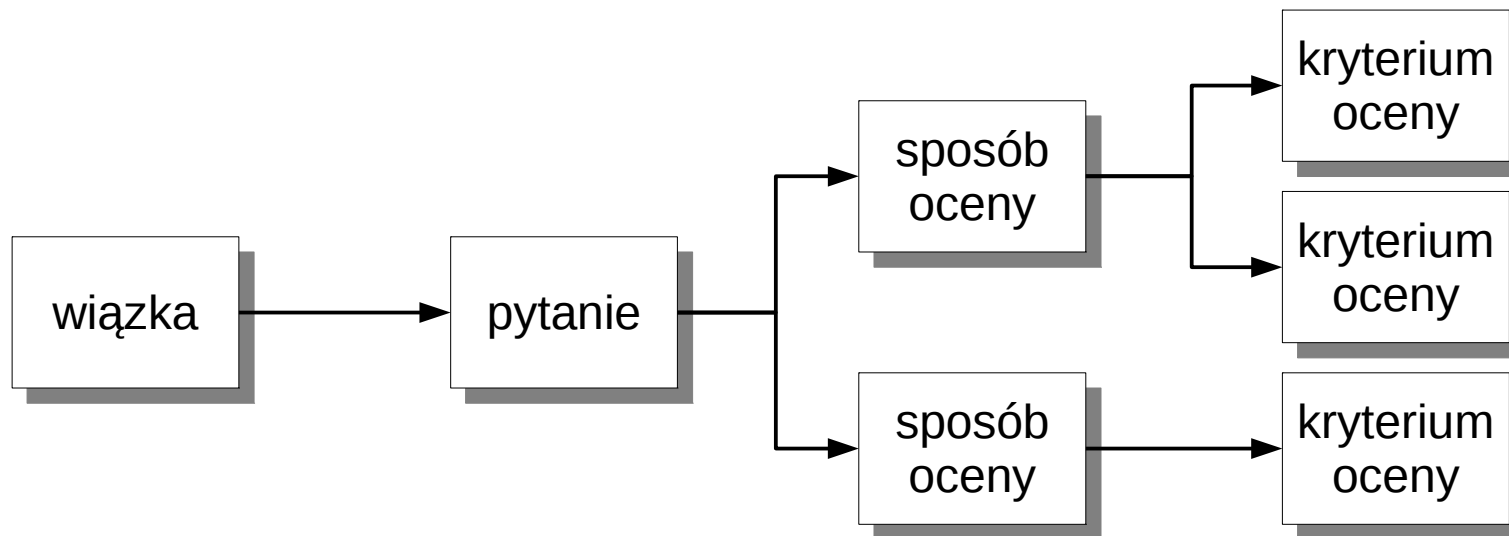 wiązka
pytanie
sposób
oceny
sposób
oceny
kryterium
oceny
kryterium
oceny
kryterium
oceny